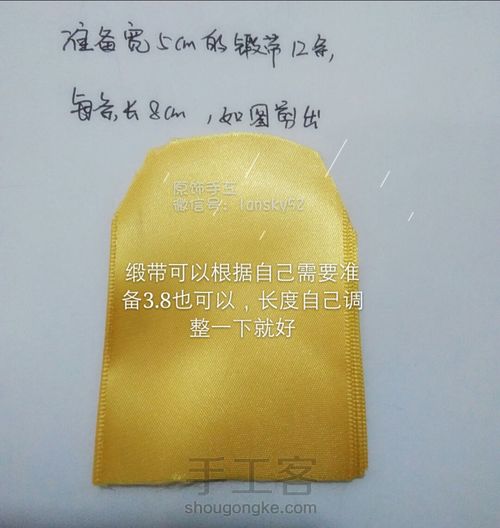 准备宽5cm的缎带12条,
每条长8cm,如图剪出
原饰手工
微信号：lansky52
缎带可以根据自己需要准
备3.8也可以，长度自己调
整一下就好
手工客
shougongke.com